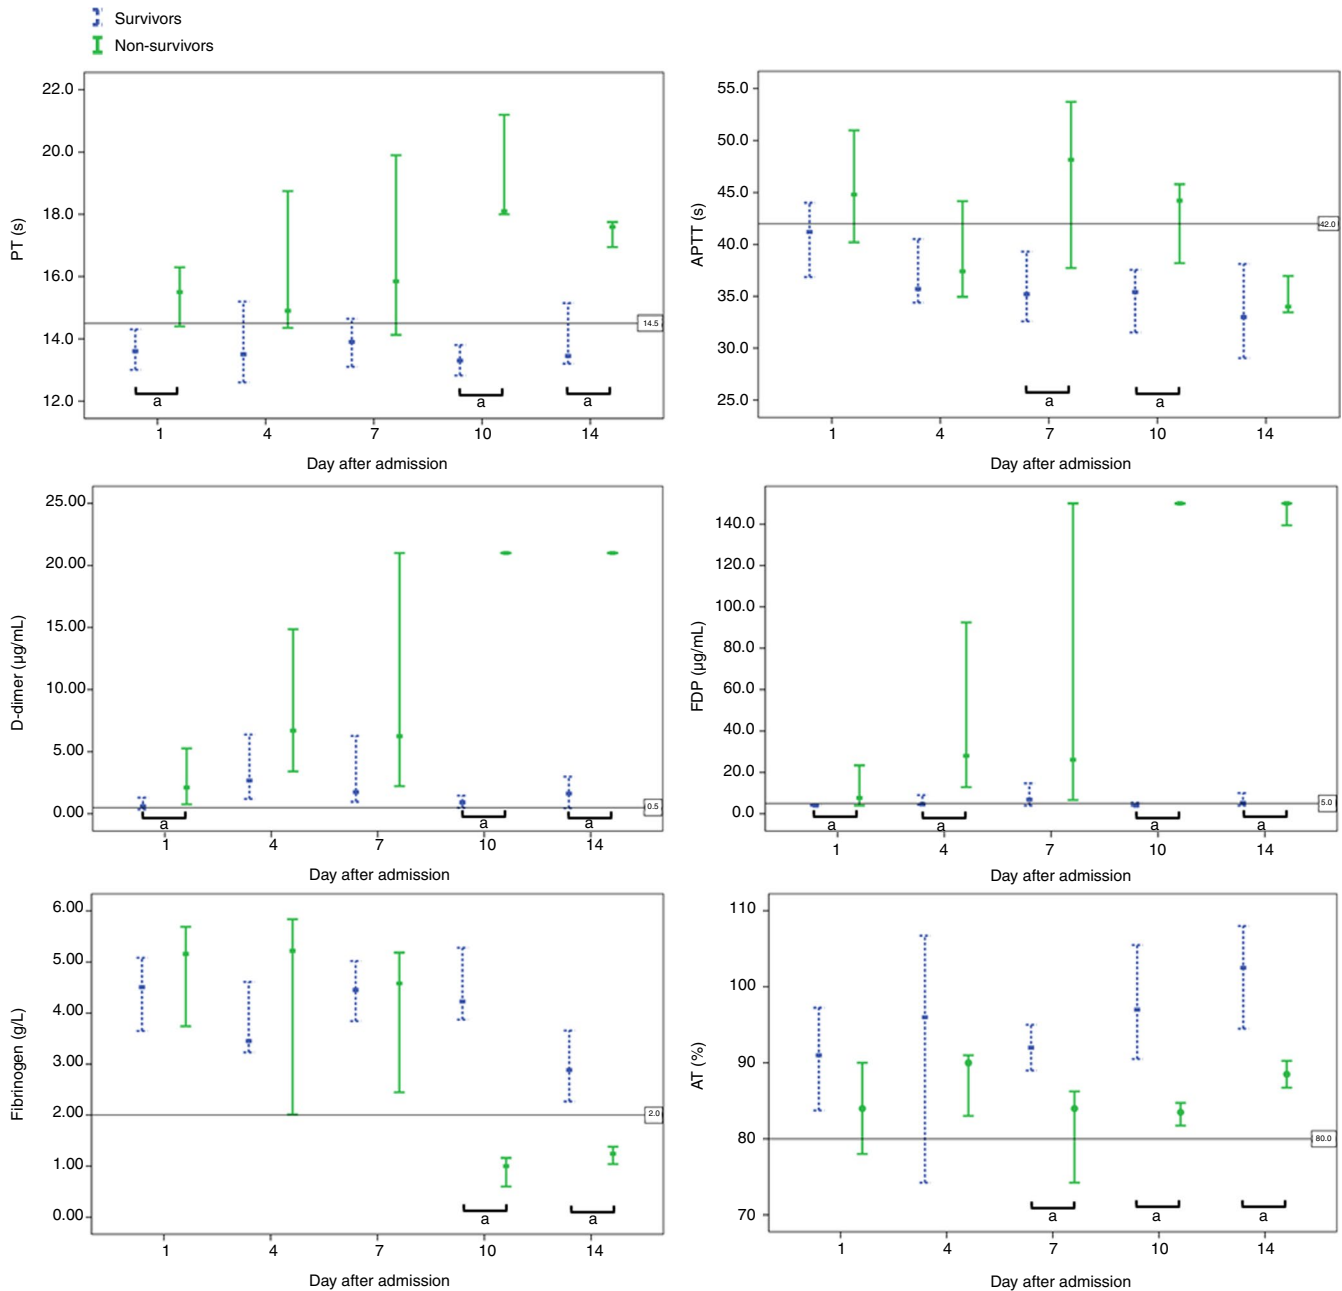 Survivors
Non-survivors
PT (s)
22.0
20.0
18.0
16.0
14.0
12.0
14.5
a a a
1 4 7 10 14
Day after admission
APTT (s)
55.0
50.0
45.0
40.0
35.0
30.0
25.0
42.0
a a
1 4 7 10 14
Day after admission
D-dimer (µg/mL)
25.00
20.00
15.00
10.00
5.00
0.00
0.5
a a a
1 4 7 10 14
Day after admission
FDP (µg/mL)
140.0
120.0
100.0
80.0
60.0
40.0
20.0
0.0
5.0
a a a a
1 4 7 10 14
Day after admission
Fibrinogen (g/L)
6.00
5.00
4.00
3.00
2.00
1.00
0.00
2.0
a a
1 4 7 10 14
Day after admission
AT (%)
110
100
90
80
70
80.0
a a a
1 4 7 10 14
Day after admission